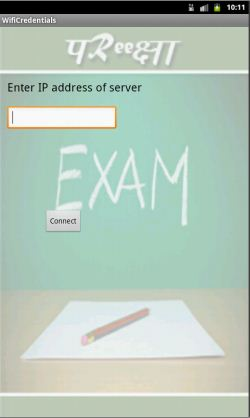 10:11
WifiCredentials
परीक्षा
Enter IP address of server
EXAM
Connect